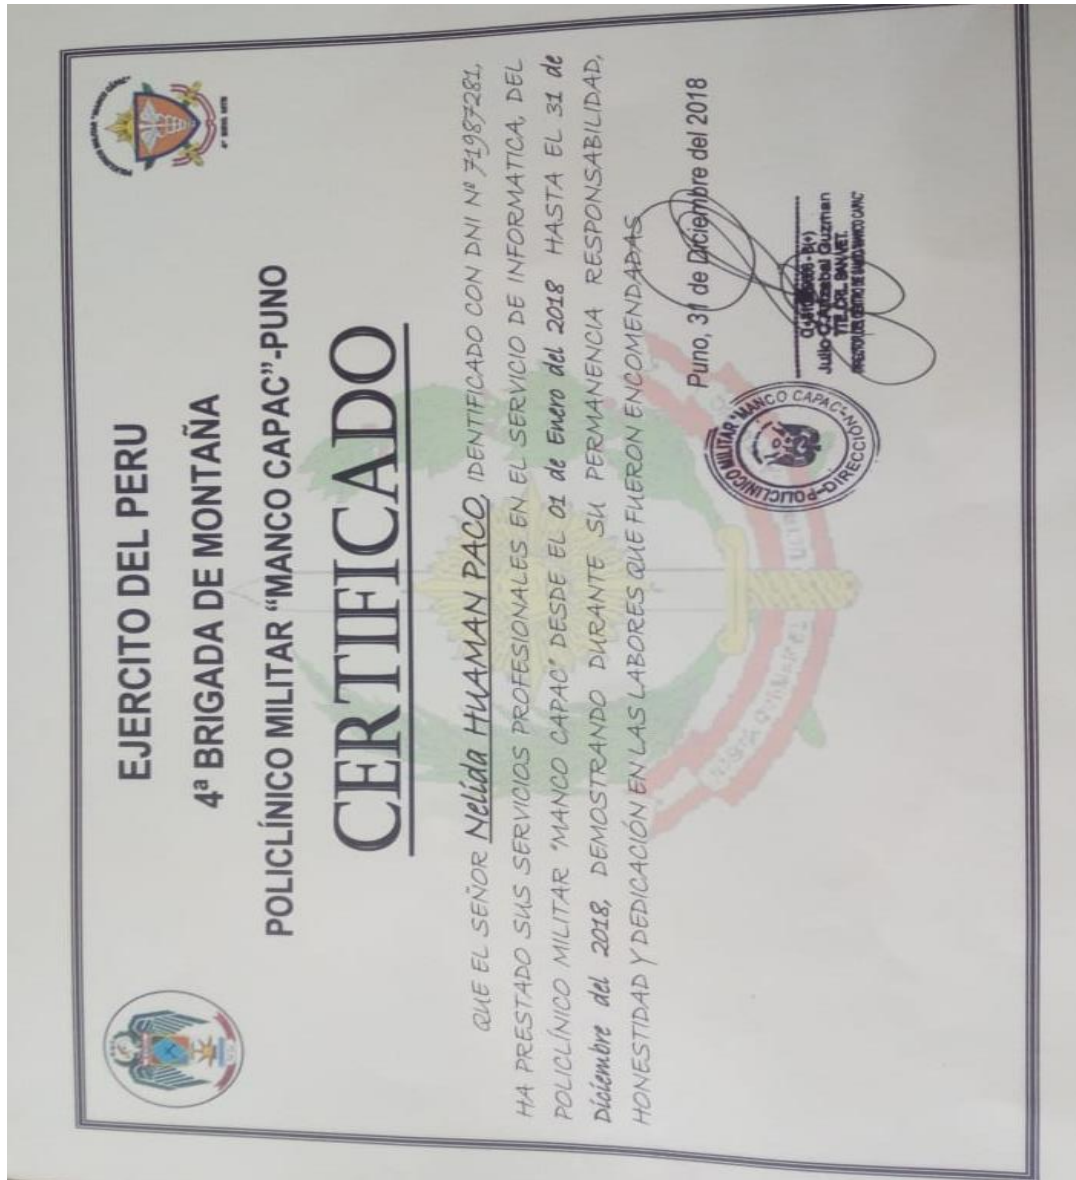 EJERCITO DEL PERU
4ª BRIGADA DE MONTAÑA
POLICLÍNICO MILITAR “MANCO CAPAC”-PUNO
CERTIFICADO
QUE EL SEÑOR Nelida HUAMAN PACO, IDENTIFICADO CON DNI Nº 71987281,
HA PRESTADO SUS SERVICIOS PROFESIONALES EN EL SERVICIO DE INFORMATICA, DEL
POLICLÍNICO MILITAR “MANCO CAPAC” DESDE EL 01 de Enero del 2018 HASTA EL 31 de
Diciembre del 2018, DEMOSTRANDO DURANTE SU PERMANENCIA RESPONSABILIDAD,
HONESTIDAD Y DEDICACIÓN EN LAS LABORES QUE FUERON ENCOMENDADAS
Puno, 31 de Diciembre del 2018
POLICLINICO MILITAR “MANCO CAPAC”
DIRECCION
Julio Guzman